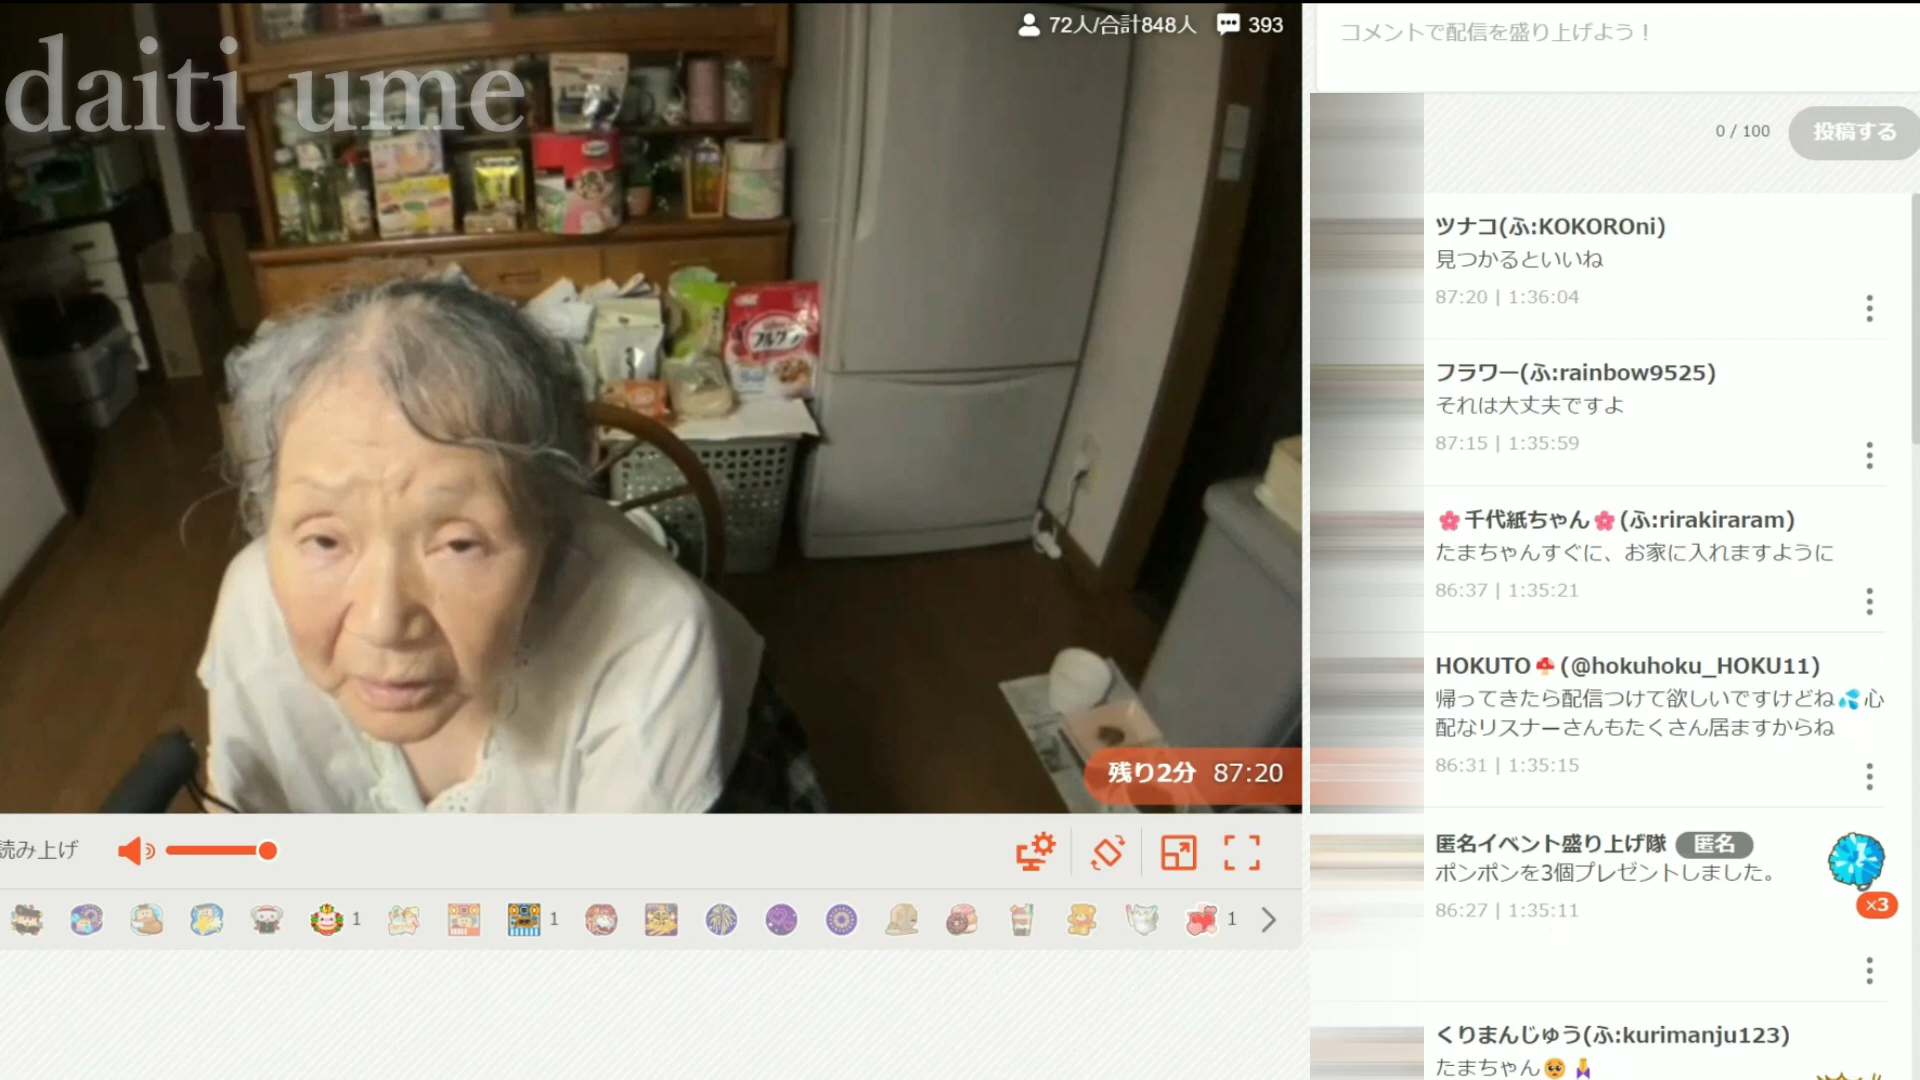 daiti ume
72人/合計848人 393
フルグラ
残り2分 87:20
読み上げ
1
1
1
コメントで配信を盛り上げよう！
0 / 100 投稿する
ツナコ(ふ:KOKOROni)
見つかるといいね
87:20 | 1:36:04
フラワー(ふ:rainbow9525)
それは大丈夫ですよ
87:15 | 1:35:59
🌸千代紙ちゃん🌸(ふ:rirakiraram)
たまちゃんすぐに、お家に入れますように
86:37 | 1:35:21
HOKUTO🍄(@hokuhoku_HOKU11)
帰ってきたら配信つけて欲しいですけどね💦心
配なリスナーさんもたくさん居ますからね
86:31 | 1:35:15
匿名イベント盛り上げ隊 匿名
ポンポンを3個プレゼントしました。
×3
86:27 | 1:35:11
くりまんじゅう(ふ:kurimanju123)
たまちゃん🥺🙏